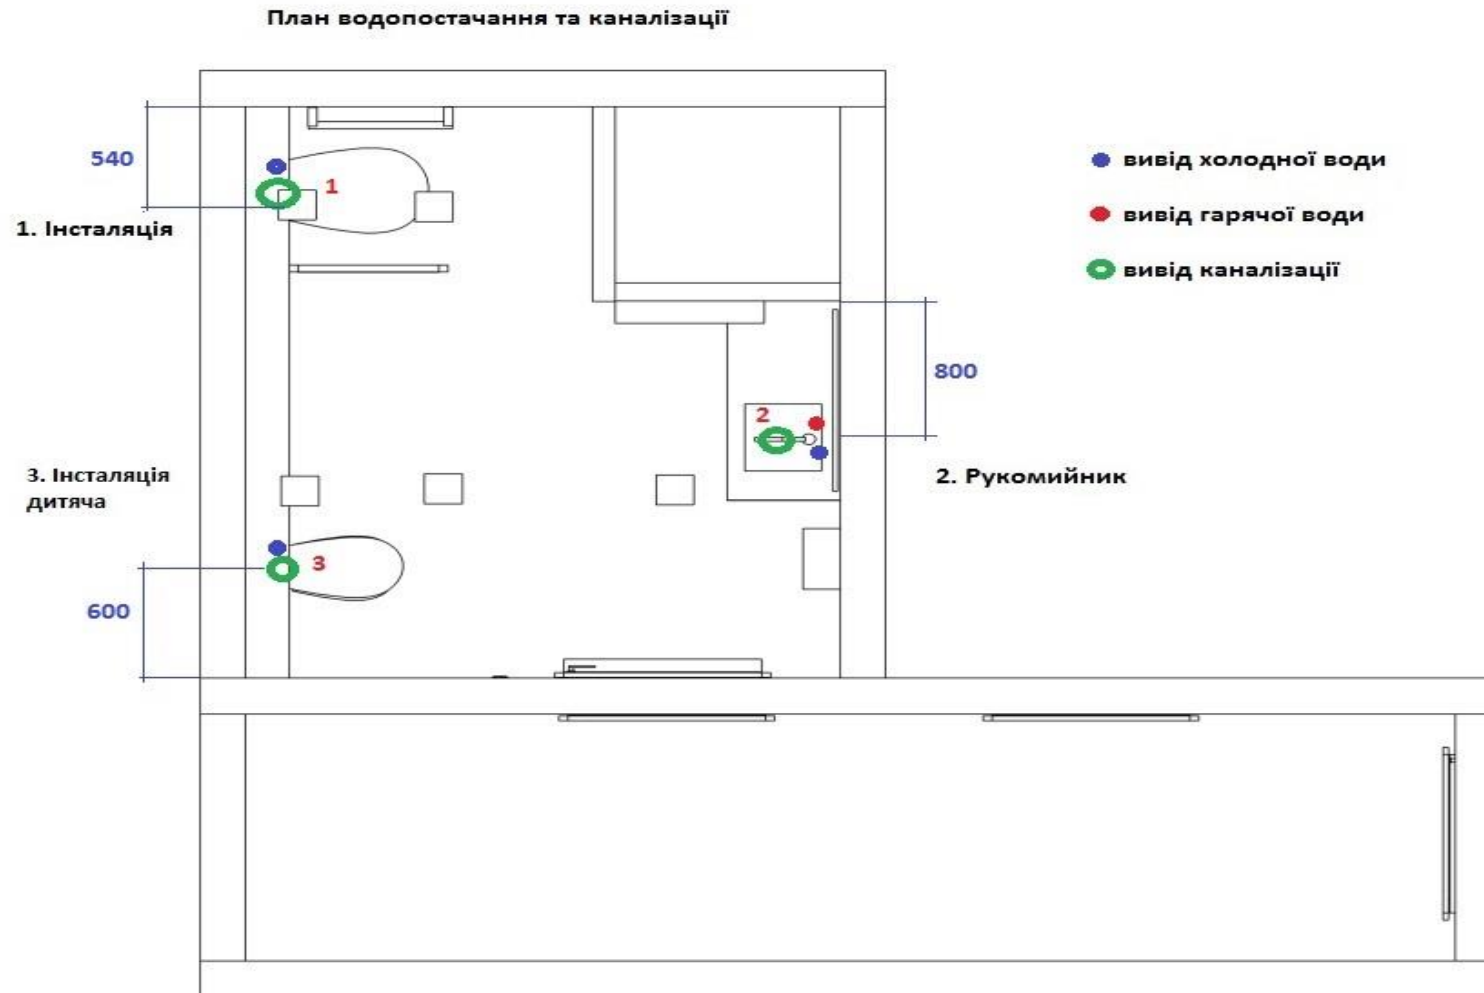 План водопостачання та каналізації
540
1
1. Інсталяція
вивід холодної води
вивід гарячої води
вивід каналізації
800
2
2. Рукомийник
3. Інсталяція
дитяча
3
600